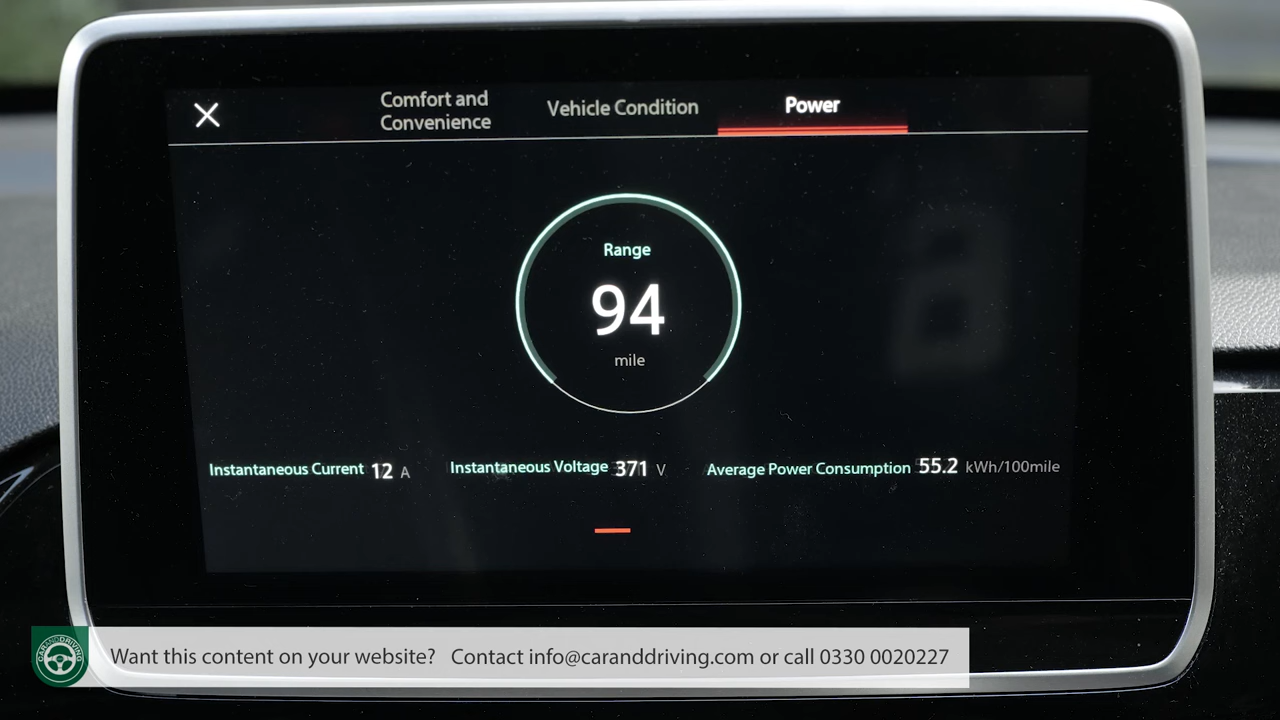 Comfort and
Convenience
Vehicle Condition
Power
Range
94
mile
Instantaneous Current 12 A
Instantaneous Voltage 371 V
Average Power Consumption 55.2 kWh/100mile
CARANDDRIVING
Want this content on your website? Contact info@caranddriving.com or call 0330 0020227